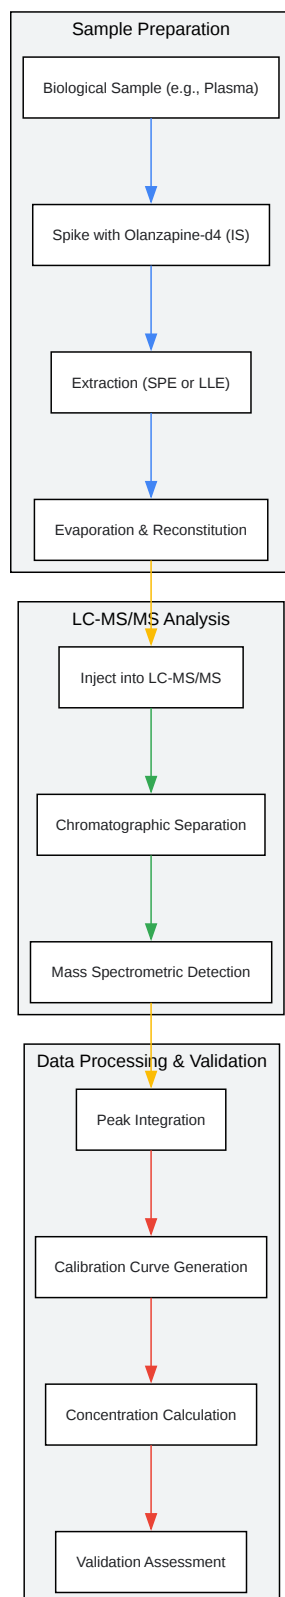 Sample Preparation
Biological Sample (e.g., Plasma)
Spike with Olanzapine-d4 (IS)
Extraction (SPE or LLE)
Evaporation & Reconstitution
LC-MS/MS Analysis
Inject into LC-MS/MS
Chromatographic Separation
Mass Spectrometric Detection
Data Processing & Validation
Peak Integration
Calibration Curve Generation
Concentration Calculation
Validation Assessment